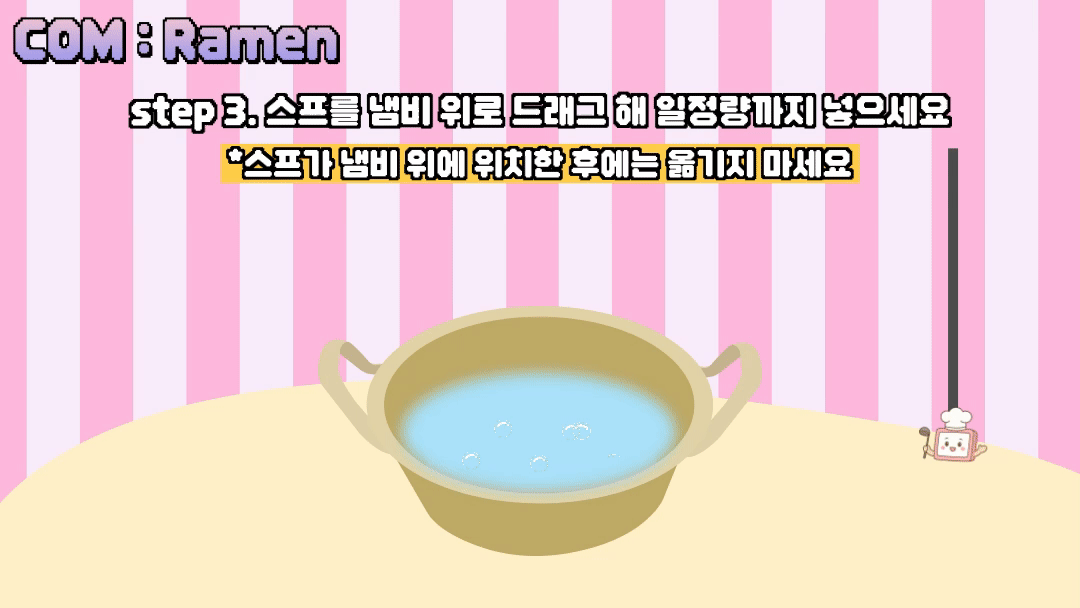 COM : Ramen
step 3. 스프를 냄비 위로 드래그 해 일정량까지 넣으세요
*스프가 냄비 위에 위치한 후에는 옮기지 마세요